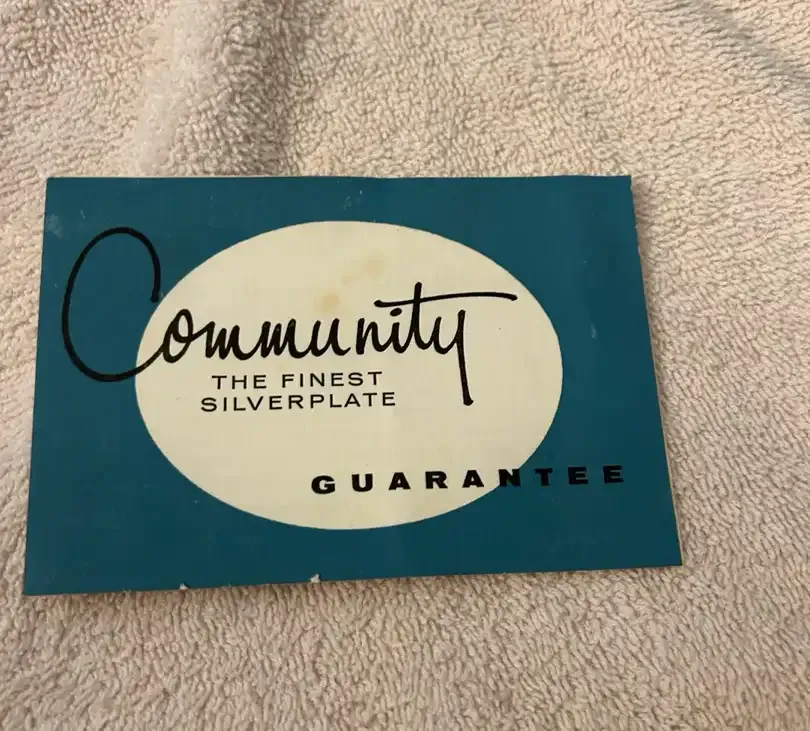 Community
THE FINEST
SILVERPLATE
GUARANTEE